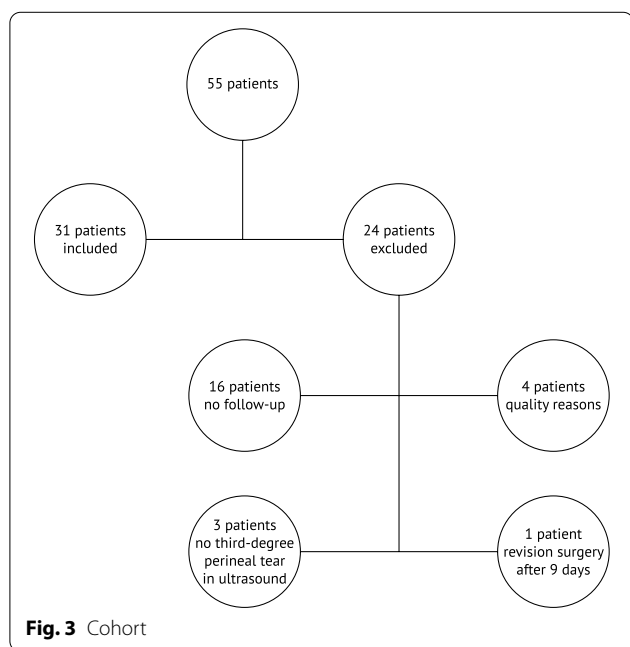 55 patients
31 patients
included
24 patients
excluded
16 patients
no follow-up
4 patients
quality reasons
3 patients
no third-degree
perineal tear
in ultrasound
1 patient
revision surgery
after 9 days
Fig. 3 Cohort